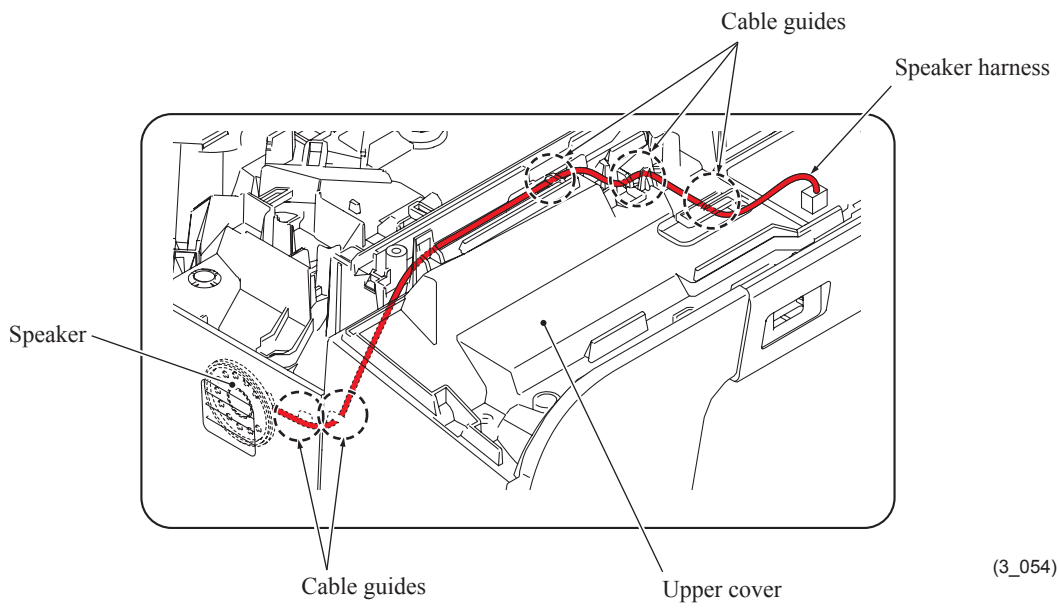 Cable guides
Speaker harness
Speaker
Cable guides
Upper cover
(3_054)